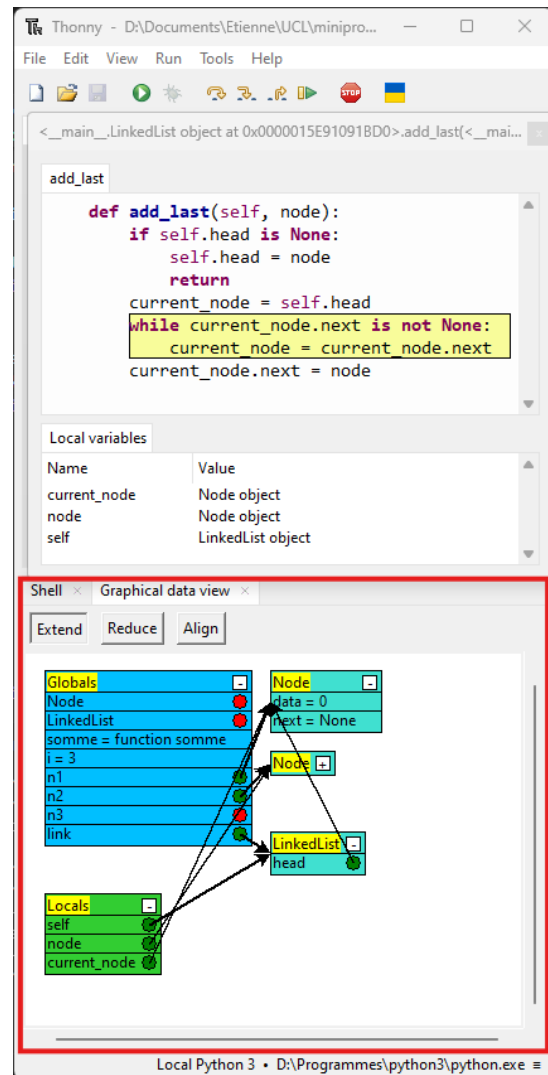 Thonny - D:\Documents\Etienne\UCL\minipro...
File Edit View Run Tools Help
STOP
<__main__.LinkedList object at 0x0000015E91091BD0>.add_last(<__mai...
add_last
def add_last(self, node):
if self.head is None:
self.head = node
return
current_node = self.head
while current_node.next is not None:
current_node = current_node.next
current_node.next = node
Local variables
Name Value
current_node Node object
node Node object
self LinkedList object
Shell Graphical data view
Extend Reduce Align
Globals -
Node
LinkedList
somme = function somme
i = 3
n1
n2
n3
link
Node -
data = 0
next = None
Node +
LinkedList -
head
Locals -
self
node
current_node
Local Python 3 • D:\Programmes\python3\python.exe ≡